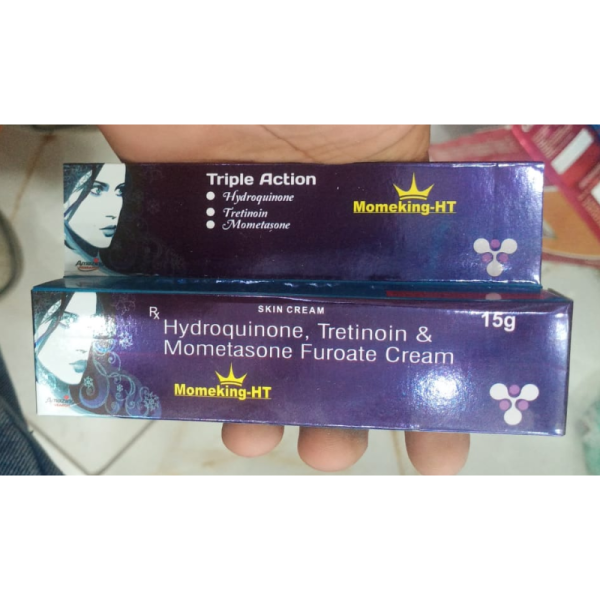 Triple Action
Hydroquinone
Tretinoin
Mometasone
Momeking-HT
Rx
SKIN CREAM
15g
Hydroquinone, Tretinoin &
Mometasone Furoate Cream
Momeking-HT